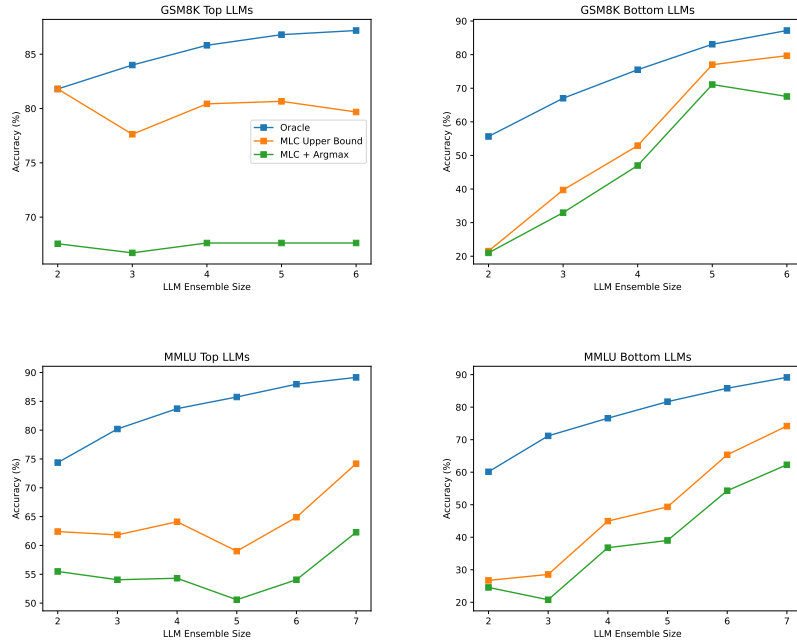 GSM8K Top LLMs
Accuracy (%)
85
80
75
70
Oracle
MLC Upper Bound
MLC + Argmax
2 3 4 5 6
LLM Ensemble Size
GSM8K Bottom LLMs
Accuracy (%)
90
80
70
60
50
40
30
20
2 3 4 5 6
LLM Ensemble Size
MMLU Top LLMs
Accuracy (%)
90
85
80
75
70
65
60
55
50
2 3 4 5 6 7
LLM Ensemble Size
MMLU Bottom LLMs
Accuracy (%)
90
80
70
60
50
40
30
20
2 3 4 5 6 7
LLM Ensemble Size